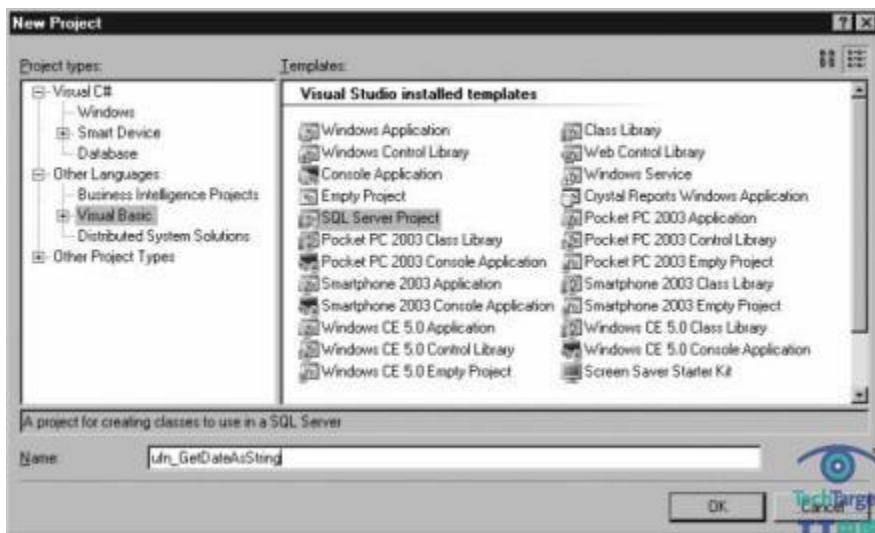 New Project
Project types:
Templates:
Visual C#
Windows
Smart Device
Database
Other Languages
Business Intelligence Projects
Visual Basic
Distributed System Solutions
Other Project Types
Visual Studio installed templates
Windows Application
Class Library
Windows Control Library
Web Control Library
Console Application
Windows Service
Empty Project
Crystal Reports Windows Application
SQL Server Project
Pocket PC 2003 Application
Pocket PC 2003 Class Library
Pocket PC 2003 Control Library
Pocket PC 2003 Console Application
Pocket PC 2003 Empty Project
Smartphone 2003 Application
Smartphone 2003 Class Library
Smartphone 2003 Console Application
Smartphone 2003 Empty Project
Windows CE 5.0 Application
Windows CE 5.0 Class Library
Windows CE 5.0 Control Library
Windows CE 5.0 Console Application
Windows CE 5.0 Empty Project
Screen Saver Starter Kit
A project for creating classes to use in a SQL Server
Name:
ufn_GetDateAsString
OK
Cancel